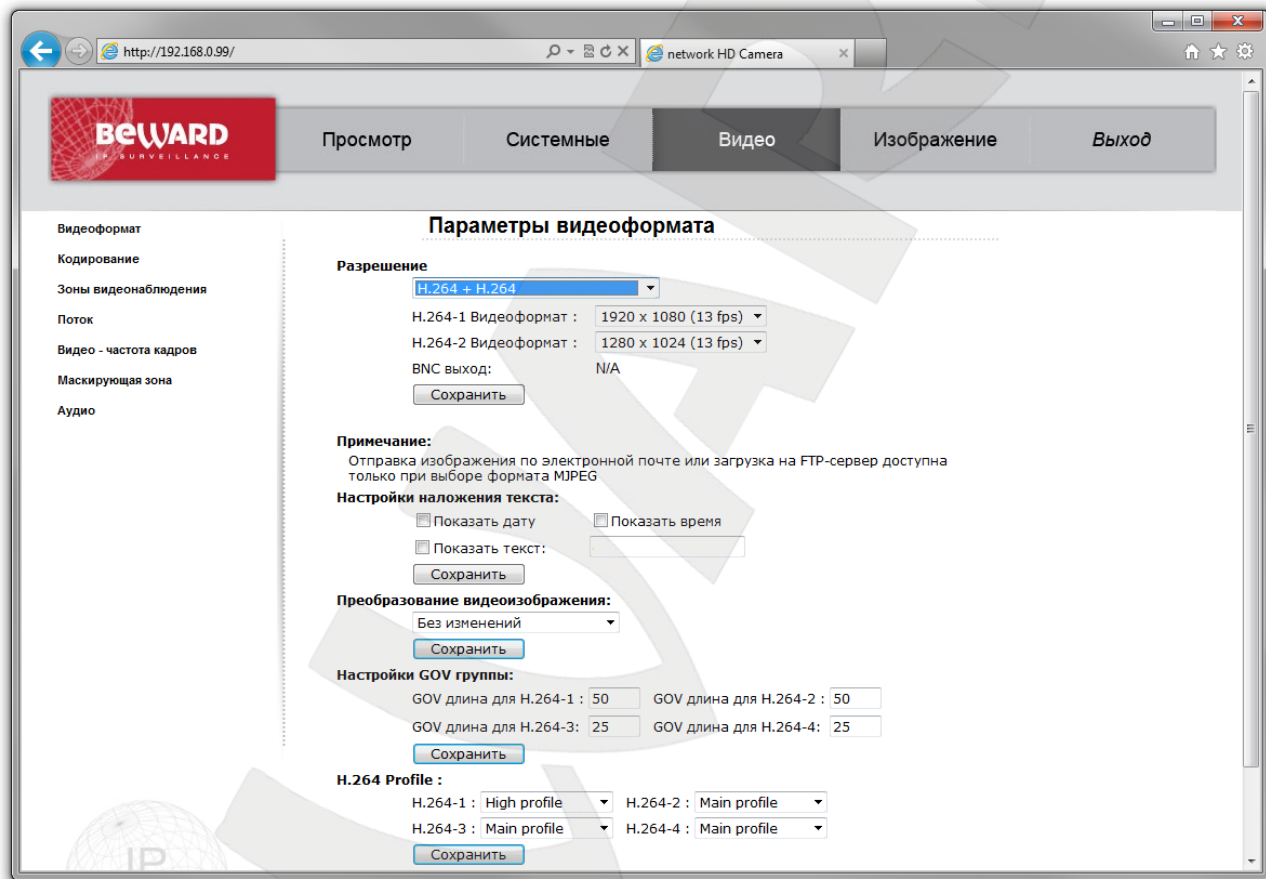 http://192.168.0.99/
network HD Camera
BEWARD
IP SURVEILLANCE
Просмотр
Системные
Видео
Изображение
Выход
Видеоформат
Кодирование
Зоны видеонаблюдения
Поток
Видео - частота кадров
Маскирующая зона
Аудио
Параметры видеоформата
Разрешение
H.264 + H.264
H.264-1 Видеоформат : 1920 x 1080 (13 fps)
H.264-2 Видеоформат : 1280 x 1024 (13 fps)
BNC выход: N/A
Сохранить
Примечание:
Отправка изображения по электронной почте или загрузка на FTP-сервер доступна
только при выборе формата MJPEG
Настройки наложения текста:
Показать дату Показать время
Показать текст:
Сохранить
Преобразование видеоизображения:
Без изменений
Сохранить
Настройки GOV группы:
GOV длина для H.264-1 : 50 GOV длина для H.264-2 : 50
GOV длина для H.264-3: 25 GOV длина для H.264-4: 25
Сохранить
H.264 Profile :
H.264-1 : High profile H.264-2 : Main profile
H.264-3 : Main profile H.264-4 : Main profile
Сохранить
IP